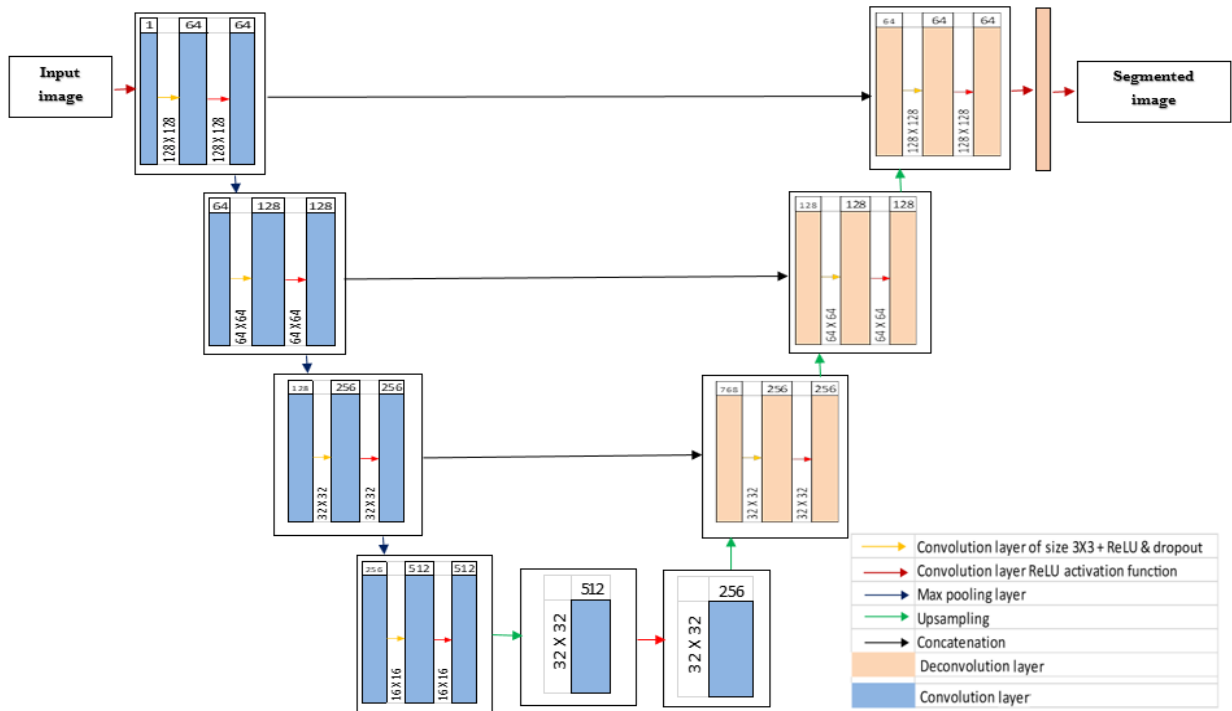 Input
image
1 64 64
128 X 128
128 X 128
64 64 64
128 X 128
128 X 128
Segmented
image
64 128 128
64 X 64
64 X 64
128 128 128
64 X 64
64 X 64
128 256 256
32 X 32
32 X 32
768 256 256
32 X 32
32 X 32
256 512 512
16 X 16
16 X 16
512
32 X 32
256
32 X 32
Convolution layer of size 3X3 + ReLU & dropout
Convolution layer ReLU activation function
Max pooling layer
Upsampling
Concatenation
Deconvolution layer
Convolution layer